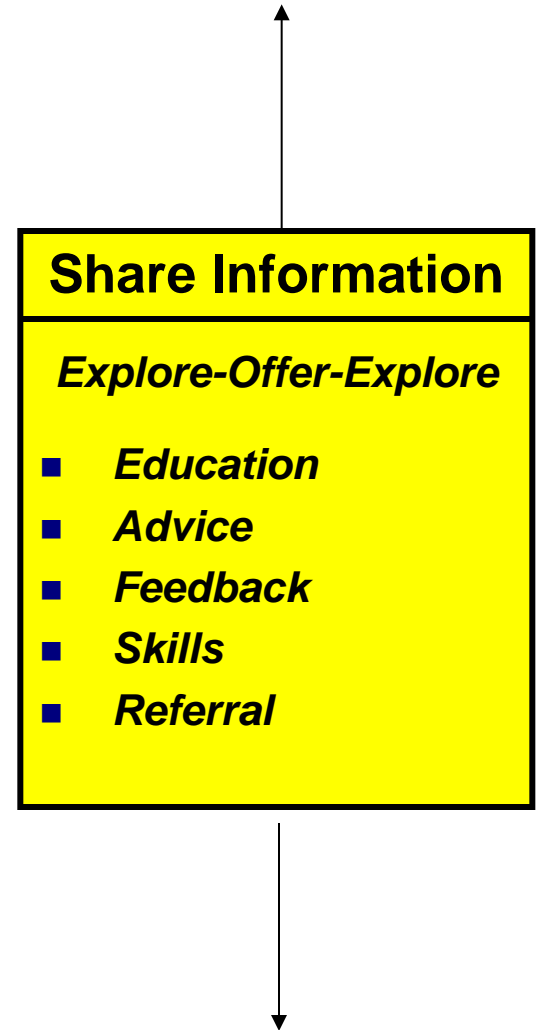 Share Information
Explore-Offer-Explore
■ Education
■ Advice
■ Feedback
■ Skills
■ Referral